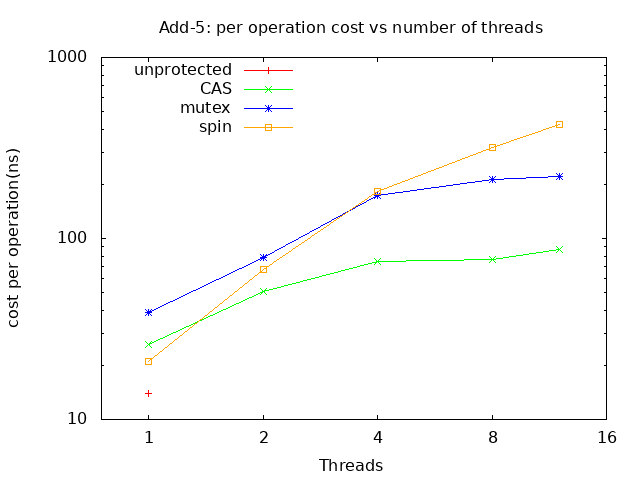 Add-5: per operation cost vs number of threads
1000
unprotected
CAS
mutex
spin
cost per operation(ns)
100
10
1 2 4 8 16
Threads